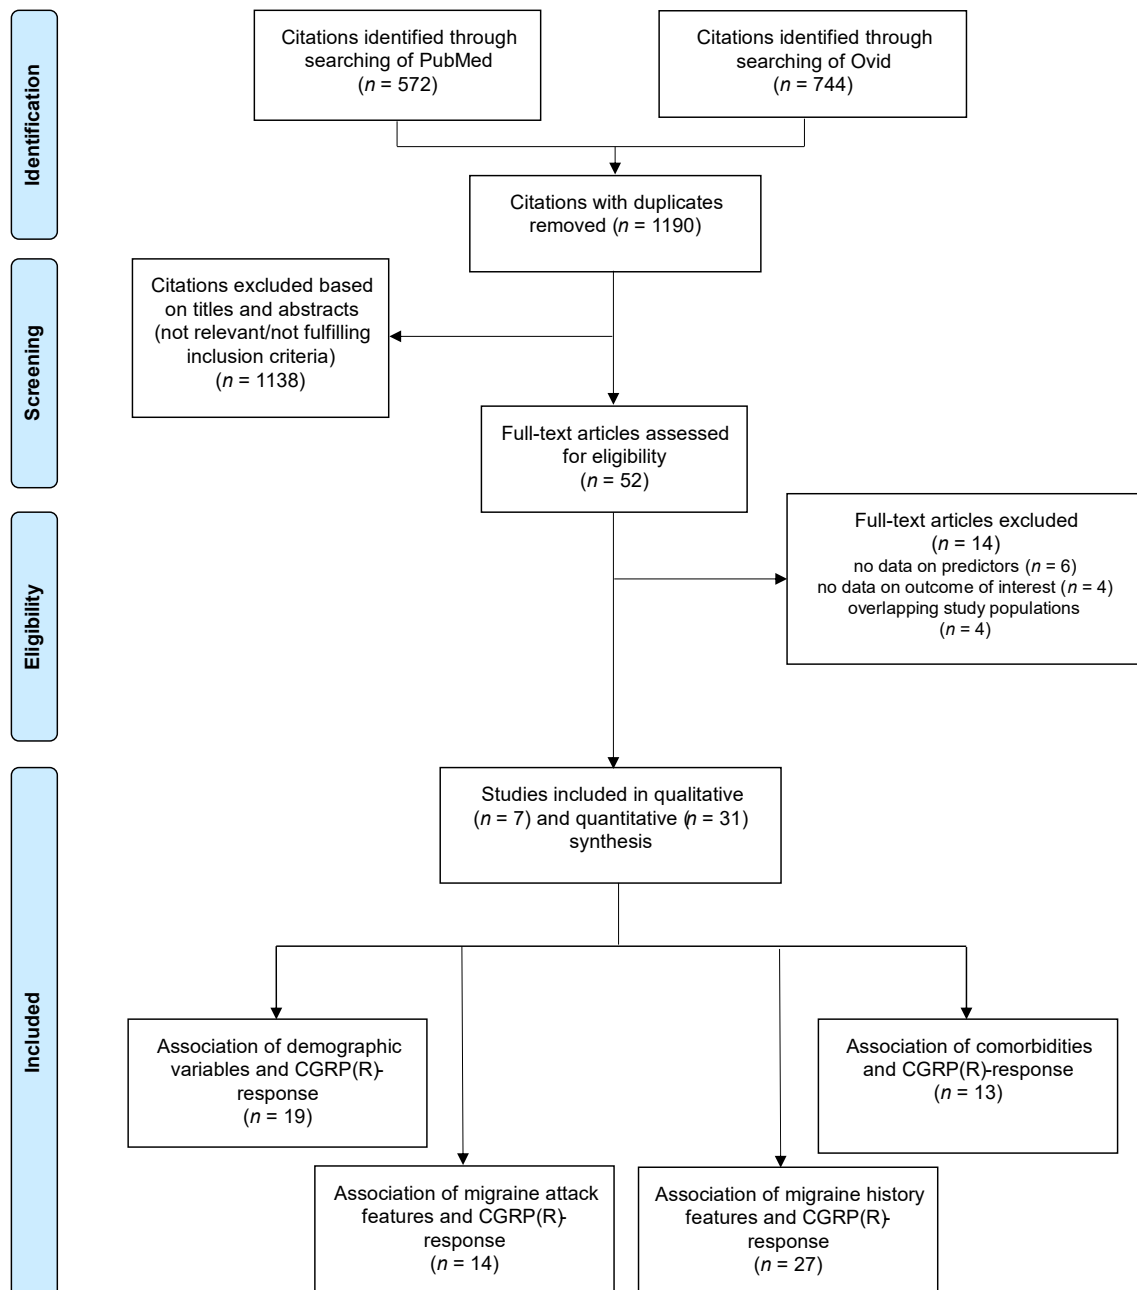 Identification
Citations identified through
searching of PubMed
(n = 572)
Citations identified through
searching of Ovid
(n = 744)
Citations with duplicates
removed (n = 1190)
Screening
Citations excluded based
on titles and abstracts
(not relevant/not fulfilling
inclusion criteria)
(n = 1138)
Full-text articles assessed
for eligibility
(n = 52)
Eligibility
Full-text articles excluded
(n = 14)
no data on predictors (n = 6)
no data on outcome of interest (n = 4)
overlapping study populations
(n = 4)
Included
Studies included in qualitative
(n = 7) and quantitative (n = 31)
synthesis
Association of demographic
variables and CGRP(R)-
response
(n = 19)
Association of comorbidities
and CGRP(R)-response
(n = 13)
Association of migraine attack
features and CGRP(R)-
response
(n = 14)
Association of migraine history
features and CGRP(R)-
response
(n = 27)